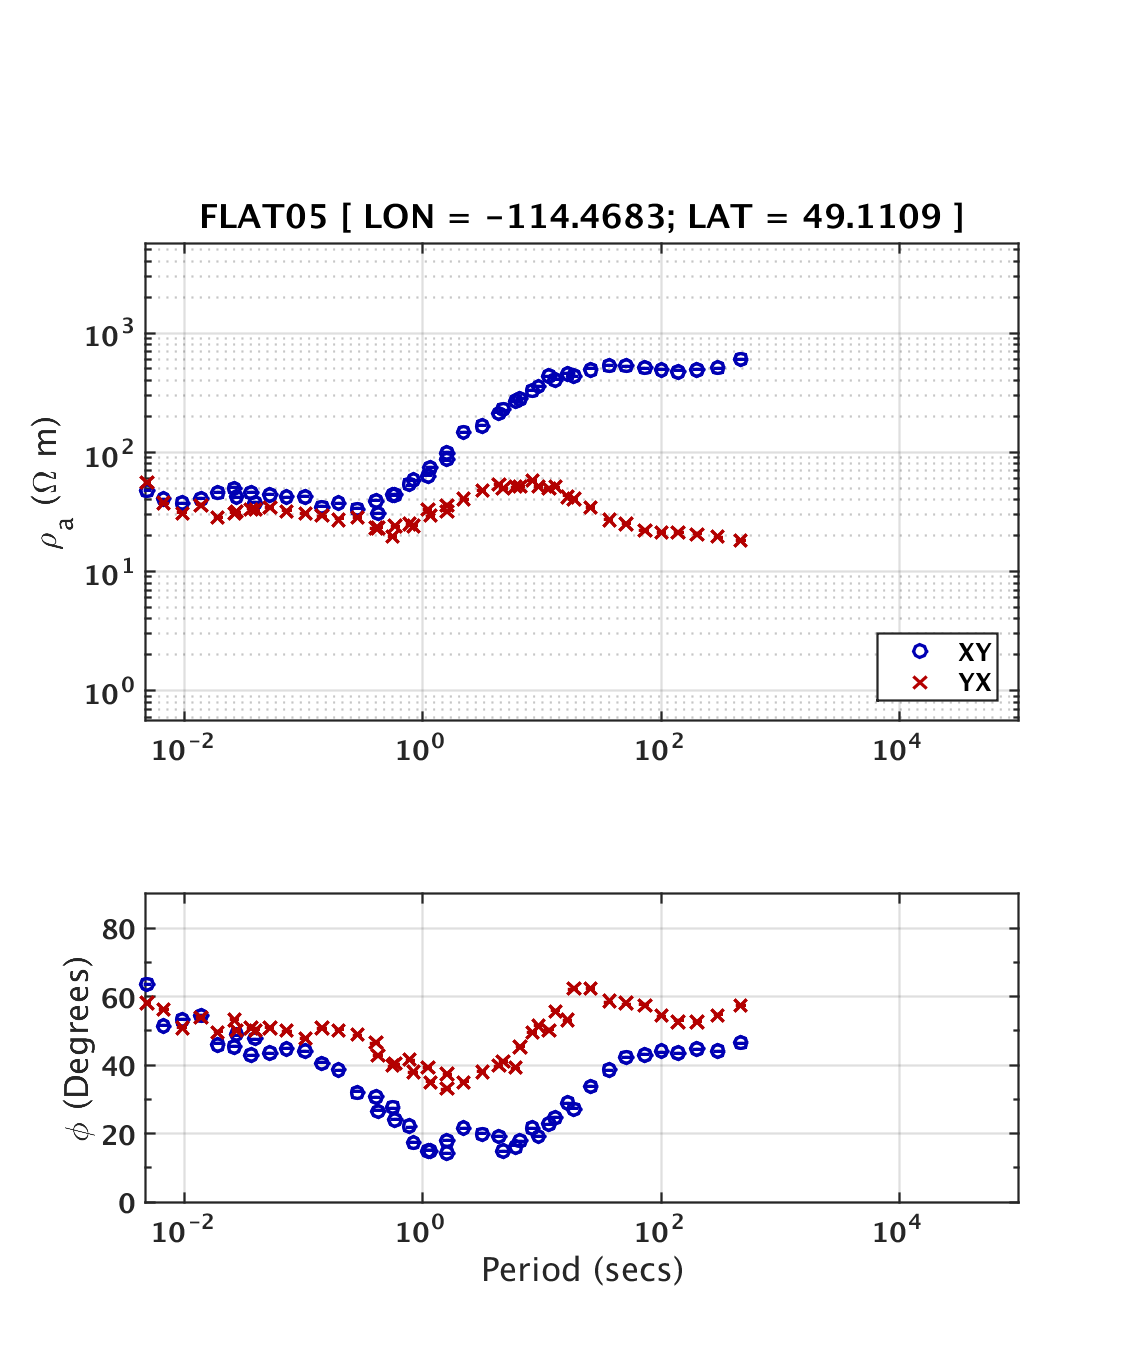 FLAT05 [ LON = -114.4683; LAT = 49.1109 ]
10³
10²
10¹
10⁰
ρₐ (Ω m)
XY
YX
10⁻² 10⁰ 10² 10⁴
80
60
40
20
0
ϕ (Degrees)
10⁻² 10⁰ 10² 10⁴
Period (secs)